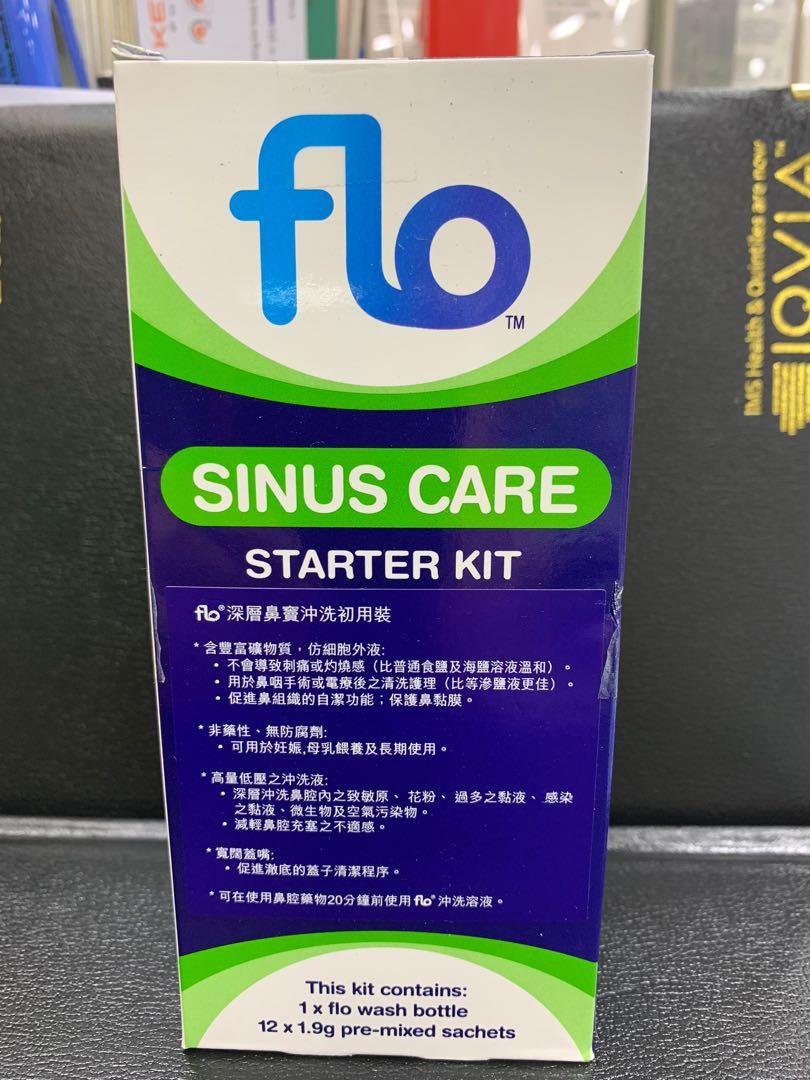 KE
flo
TM
SINUS CARE
STARTER KIT
flo®深層鼻竇沖洗初用裝
* 含豐富礦物質，仿細胞外液:
• 不會導致刺痛或灼燒感（比普通食鹽及海鹽溶液溫和）。
• 用於鼻咽手術或電療後之清洗護理（比等滲鹽液更佳）。
• 促進鼻組織的自潔功能；保護鼻黏膜。
* 非藥性、無防腐劑:
• 可用於妊娠,母乳餵養及長期使用。
* 高量低壓之沖洗液:
• 深層沖洗鼻腔內之致敏原、花粉、過多之黏液、感染
之黏液、微生物及空氣污染物。
• 減輕鼻腔充塞之不適感。
* 寬闊蓋嘴:
• 促進澈底的蓋子清潔程序。
* 可在使用鼻腔藥物20分鐘前使用flo®沖洗溶液。
This kit contains:
1 x flo wash bottle
12 x 1.9g pre-mixed sachets
IMS Health & Quintiles are now
IQVIA™